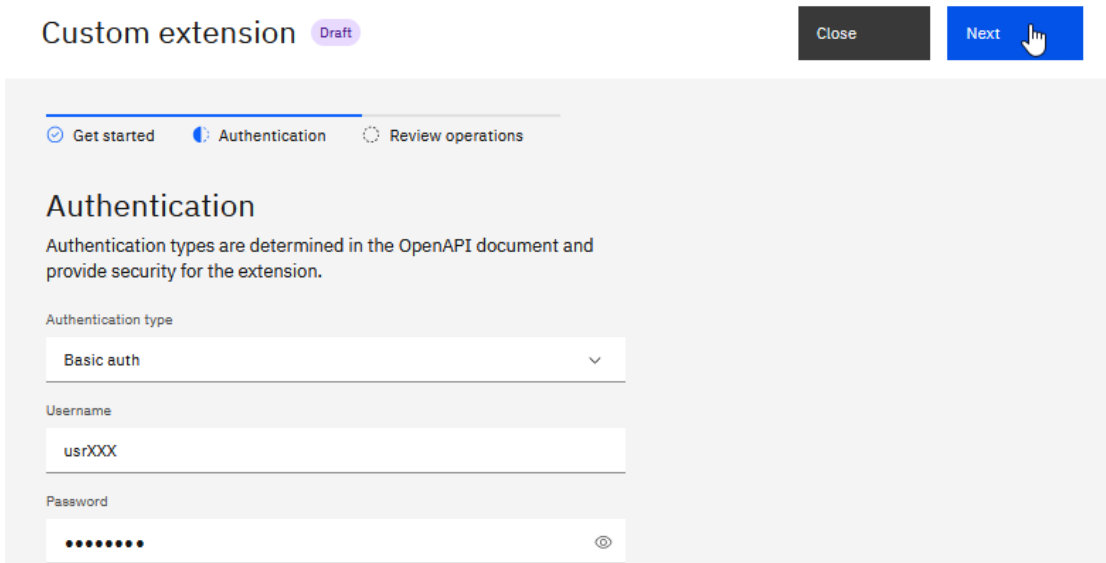 Custom extension Draft
Close
Next
Get started
Authentication
Review operations
Authentication
Authentication types are determined in the OpenAPI document and
provide security for the extension.
Authentication type
Basic auth
Username
usrXXX
Password
••••••••